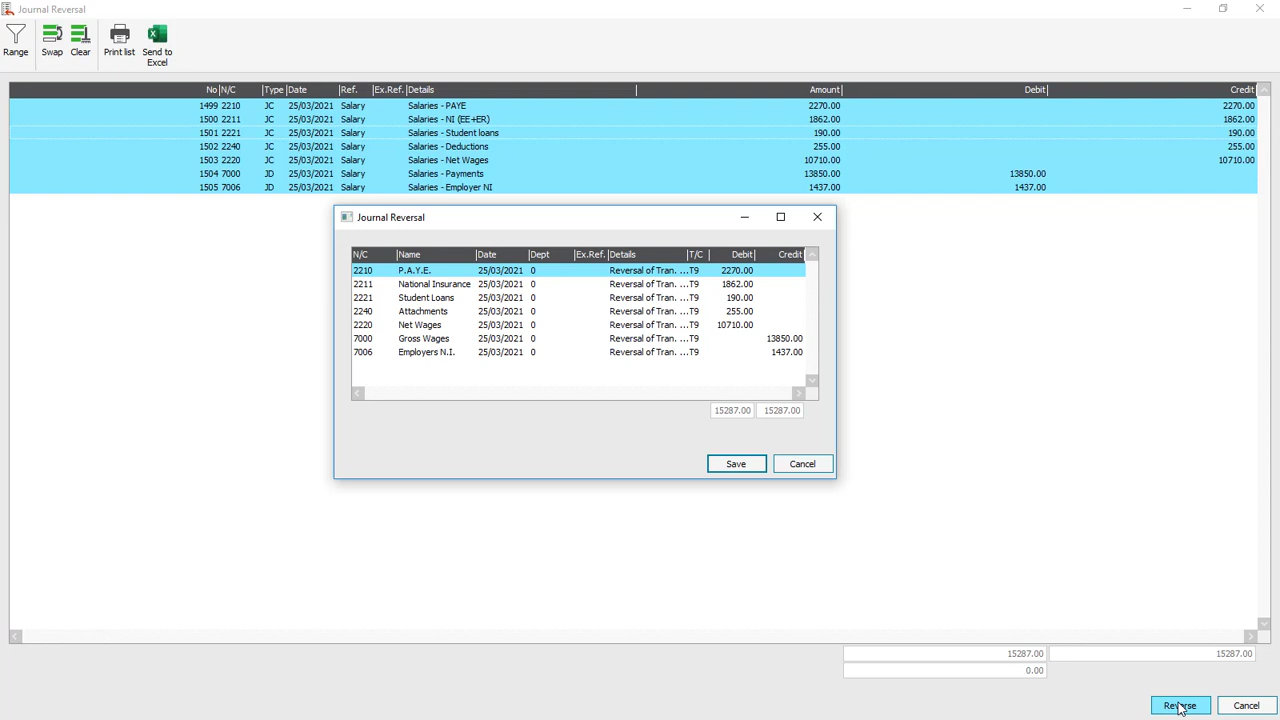 Journal Reversal
Range Swap Clear Print list Send to Excel
No N/C Type Date Ref. Ex.Ref. Details Amount Debit Credit
1499 2210 JC 25/03/2021 Salary Salaries - PAYE 2270.00 2270.00
1500 2211 JC 25/03/2021 Salary Salaries - NI (EE+ER) 1862.00 1862.00
1501 2221 JC 25/03/2021 Salary Salaries - Student loans 190.00 190.00
1502 2240 JC 25/03/2021 Salary Salaries - Deductions 255.00 255.00
1503 2220 JC 25/03/2021 Salary Salaries - Net Wages 10710.00 10710.00
1504 7000 JD 25/03/2021 Salary Salaries - Payments 13850.00 13850.00
1505 7006 JD 25/03/2021 Salary Salaries - Employer NI 1437.00 1437.00
Journal Reversal
N/C Name Date Dept Ex.Ref. Details T/C Debit Credit
2210 P.A.Y.E. 25/03/2021 0 Reversal of Tran. ... T9 2270.00
2211 National Insurance 25/03/2021 0 Reversal of Tran. ... T9 1862.00
2221 Student Loans 25/03/2021 0 Reversal of Tran. ... T9 190.00
2240 Attachments 25/03/2021 0 Reversal of Tran. ... T9 255.00
2220 Net Wages 25/03/2021 0 Reversal of Tran. ... T9 10710.00
7000 Gross Wages 25/03/2021 0 Reversal of Tran. ... T9 13850.00
7006 Employers N.I. 25/03/2021 0 Reversal of Tran. ... T9 1437.00
15287.00 15287.00
Save Cancel
15287.00 15287.00
0.00
Reverse Cancel